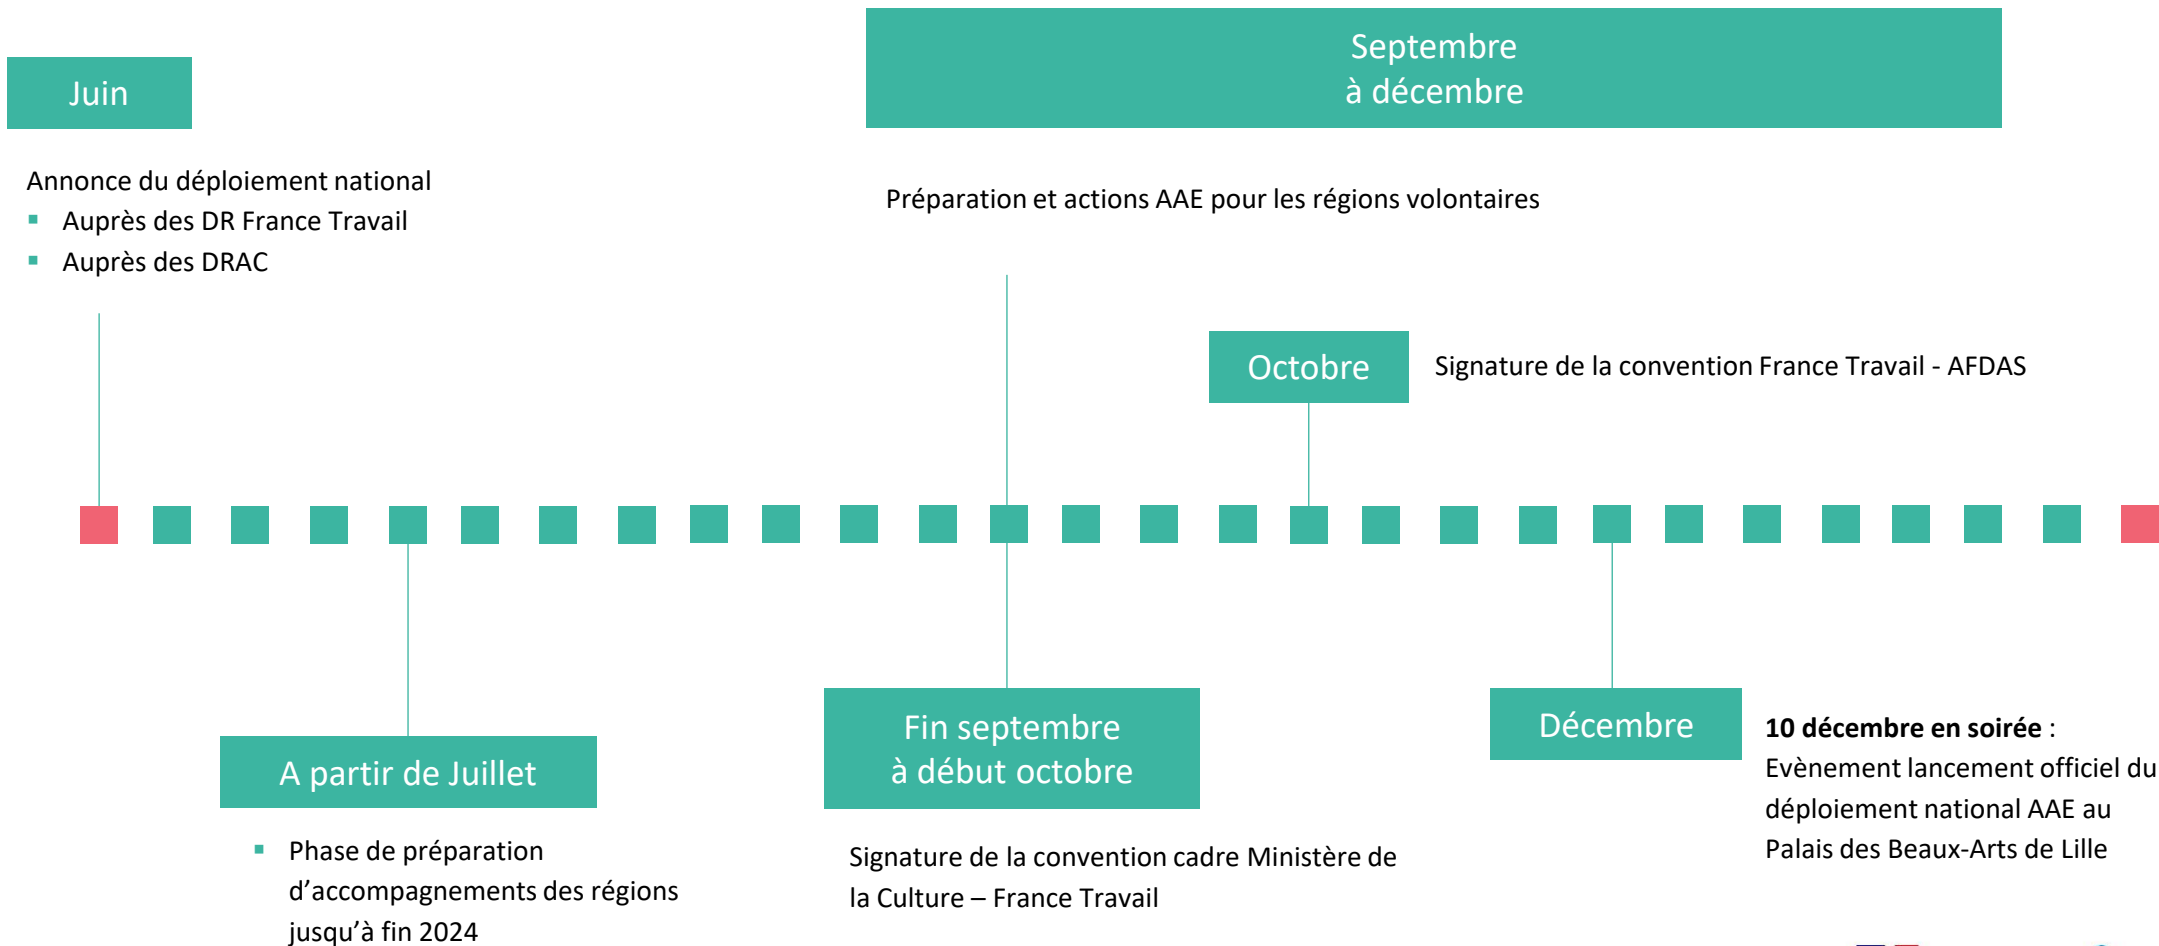 Juin
Annonce du déploiement national
▪ Auprès des DR France Travail
▪ Auprès des DRAC
Septembre
à décembre
Préparation et actions AAE pour les régions volontaires
Octobre
Signature de la convention France Travail - AFDAS
A partir de Juillet
▪ Phase de préparation
d’accompagnements des régions
jusqu’à fin 2024
Fin septembre
à début octobre
Signature de la convention cadre Ministère de
la Culture – France Travail
Décembre
10 décembre en soirée :
Evènement lancement officiel du
déploiement national AAE au
Palais des Beaux-Arts de Lille